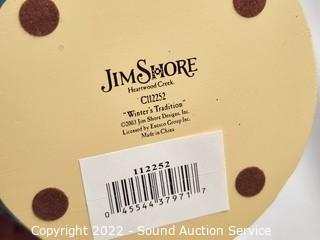 JIM SHORE
Heartwood Creek.
C112252
"Winter's Tradition"
©2003 Jim Shore Designs, Inc.
Licensed by Enesco Group Inc.
Made in China
112252
0 45544 37971 7
Copyright 2022 - Sound Auction Service